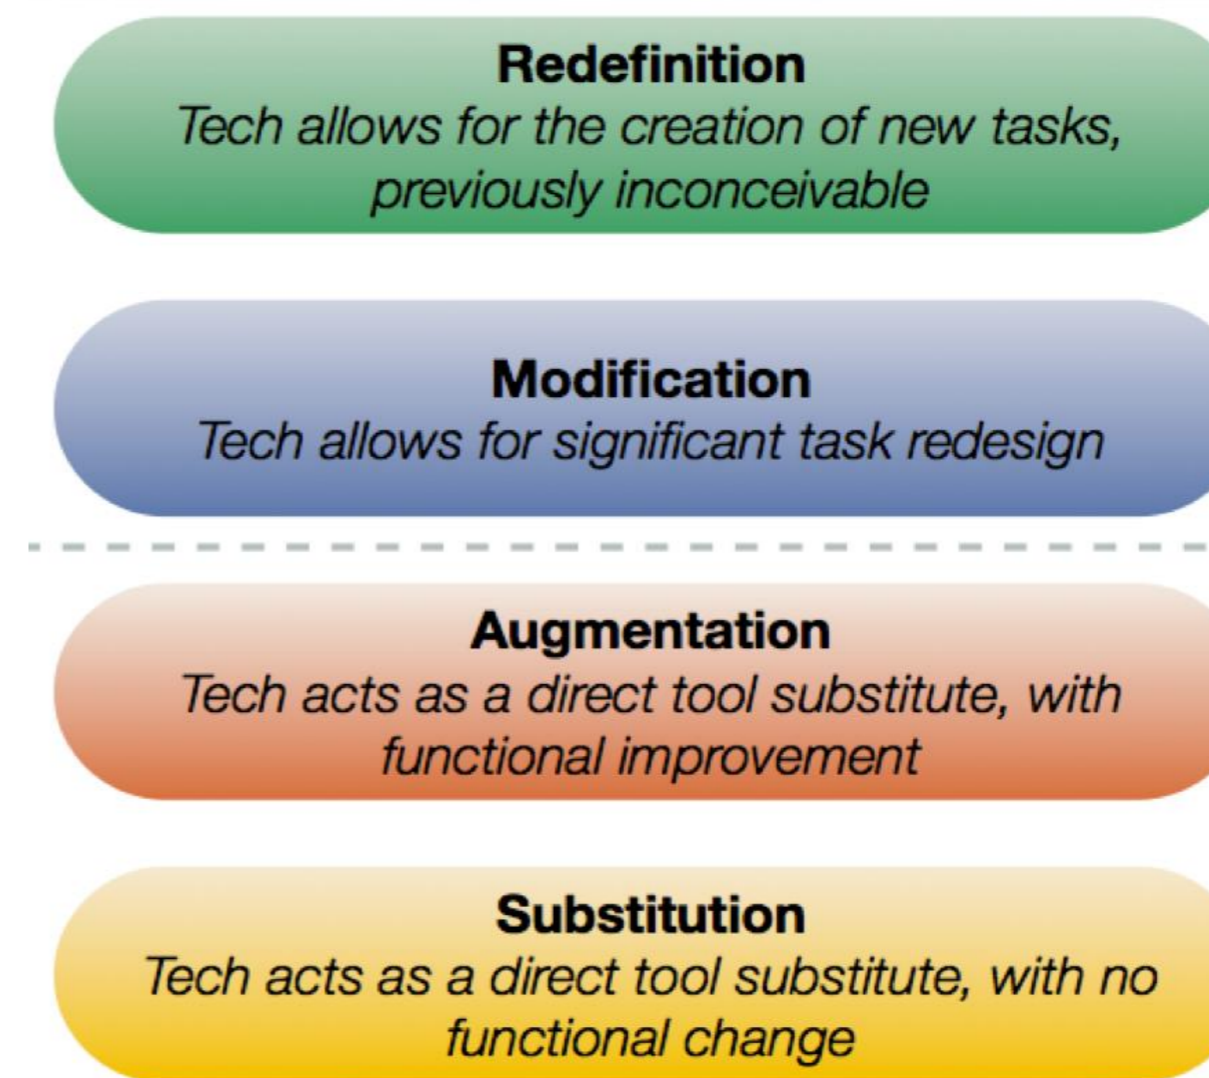 Redefinition
Tech allows for the creation of new tasks,
previously inconceivable
Modification
Tech allows for significant task redesign
Augmentation
Tech acts as a direct tool substitute, with
functional improvement
Substitution
Tech acts as a direct tool substitute, with no
functional change